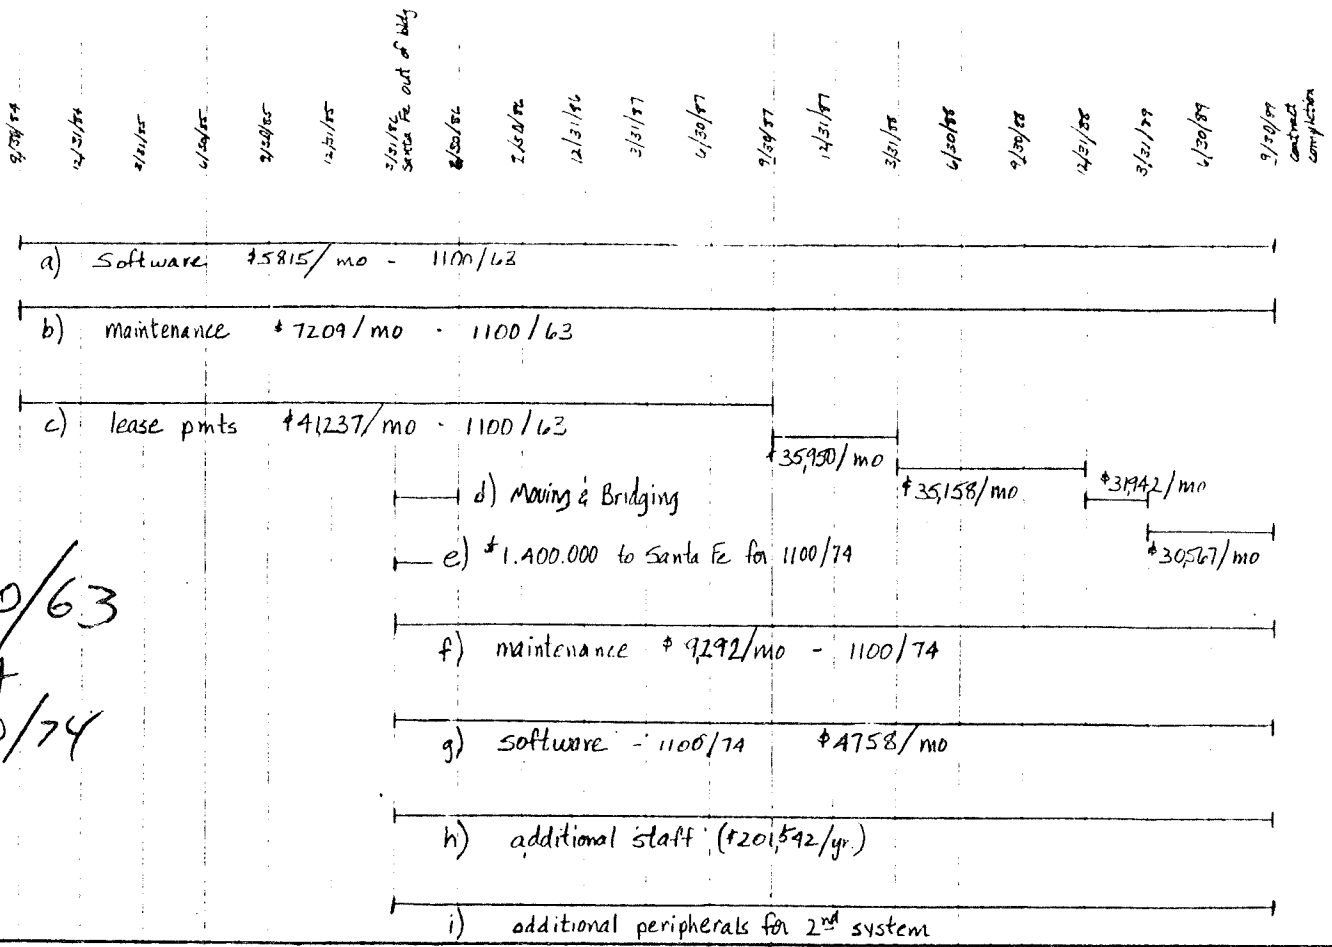 9/30/84
12/31/84
3/31/85
6/30/85
9/30/85
12/31/85
3/31/86
Santa Fe out of bldg
6/30/86
9/30/86
12/31/86
3/31/87
6/30/87
9/30/87
12/31/87
3/31/88
6/30/88
9/30/88
12/31/88
3/31/89
6/30/89
9/30/89
contract
completion
a) Software $5815/mo - 1100/63
b) maintenance $7209/mo - 1100/63
c) lease pmts $41,237/mo - 1100/63
$35,950/mo
$35,158/mo
$31,942/mo
$30,567/mo
d) Moving & Bridging
e) $1.400.000 to Santa Fe for 1100/74
0/63
0/74
f) maintenance $9,292/mo - 1100/74
g) software - 1100/74 $4758/mo
h) additional staff ($201,542/yr.)
i) additional peripherals for 2nd system